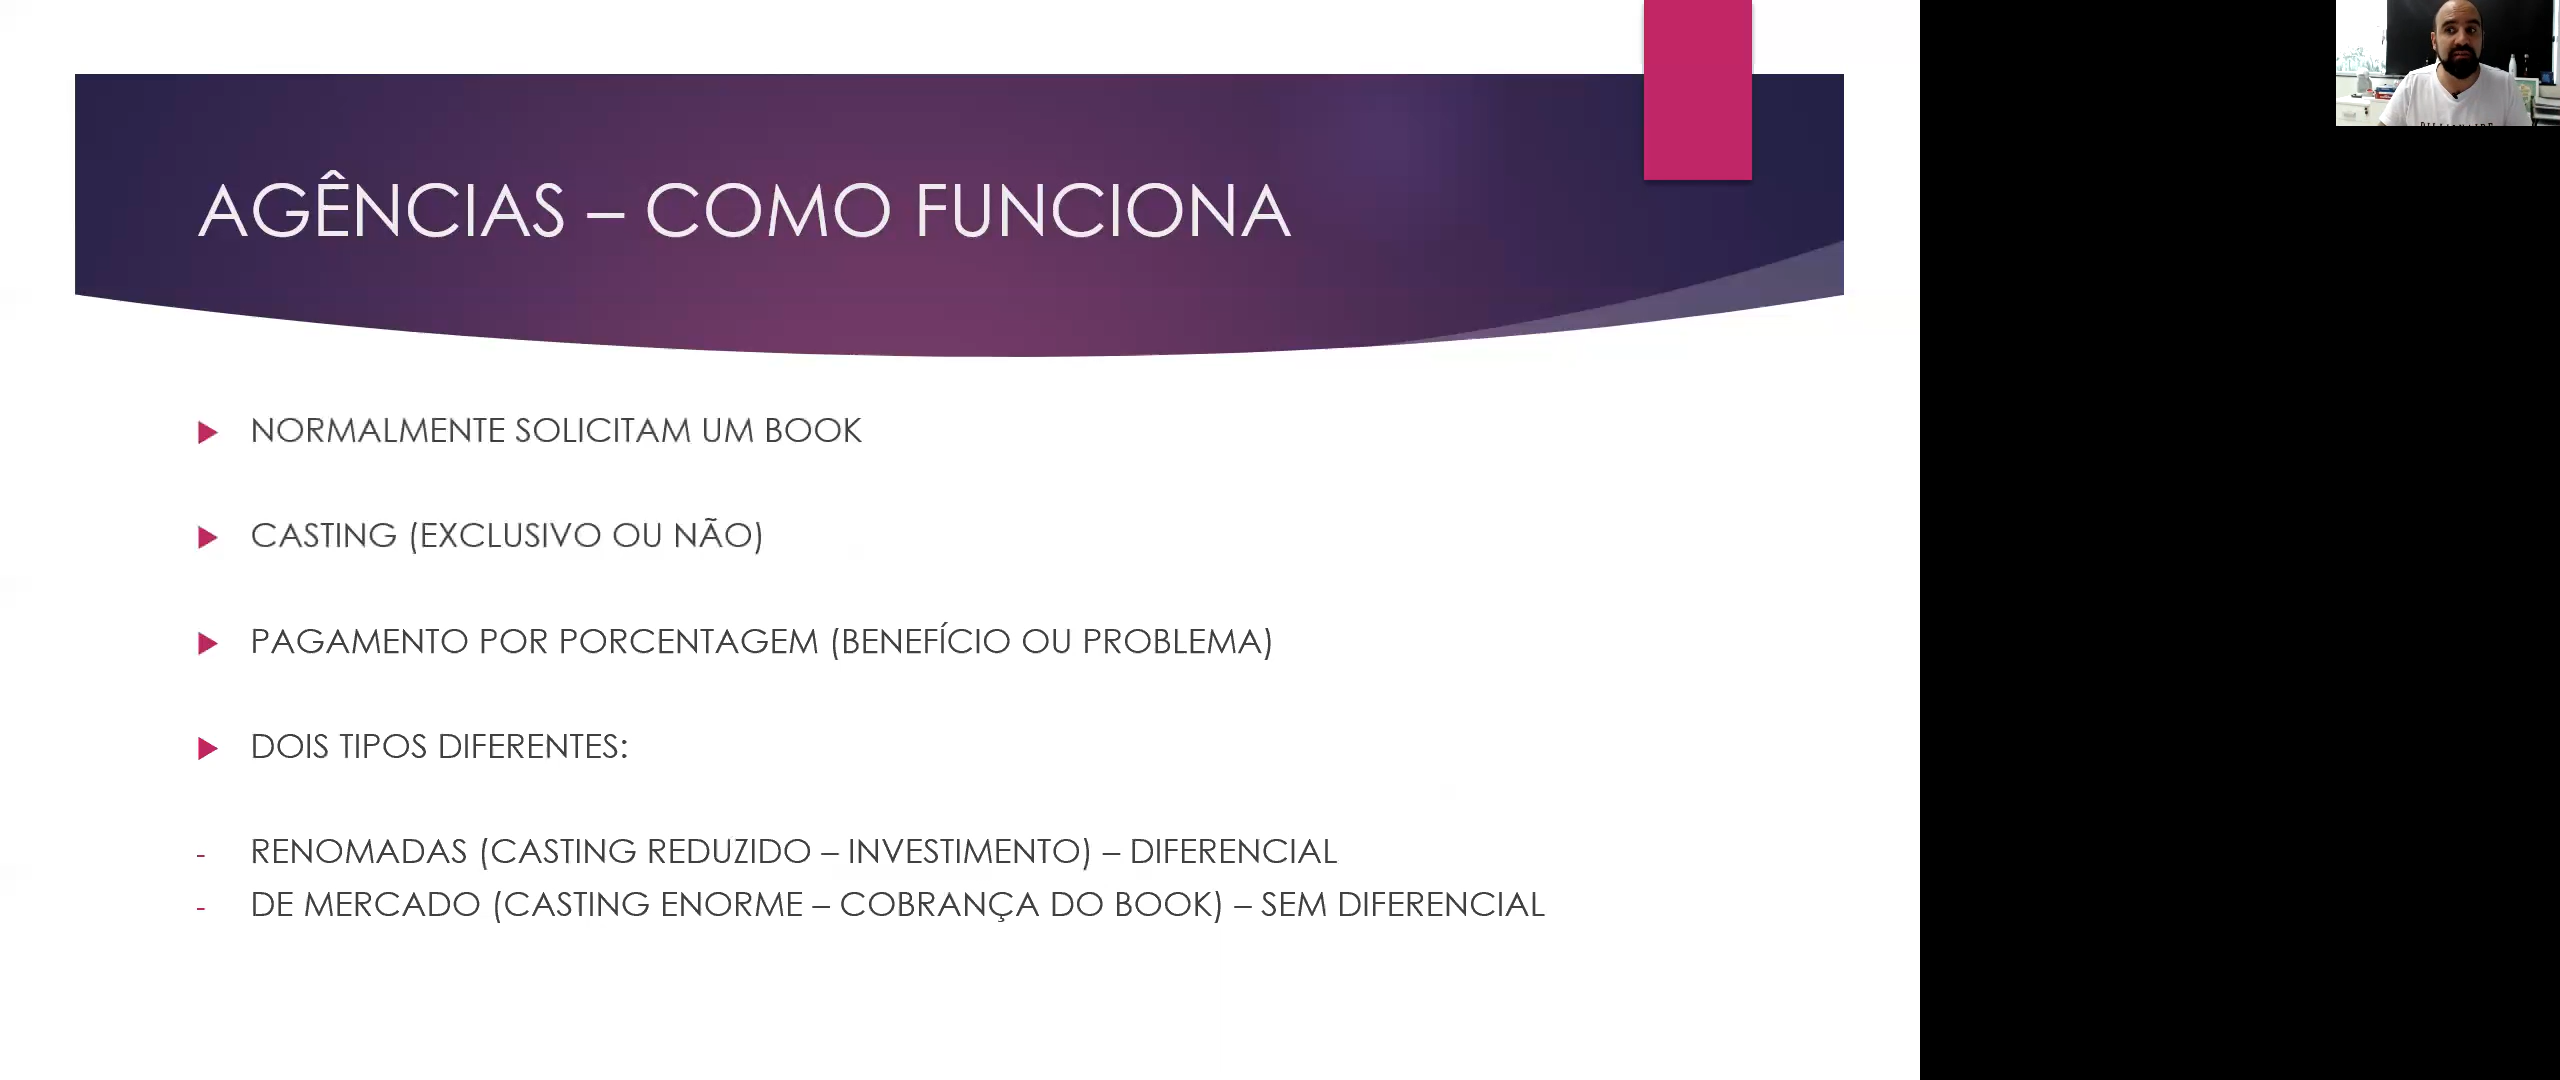 AGÊNCIAS – COMO FUNCIONA
NORMALMENTE SOLICITAM UM BOOK
CASTING (EXCLUSIVO OU NÃO)
PAGAMENTO POR PORCENTAGEM (BENEFÍCIO OU PROBLEMA)
DOIS TIPOS DIFERENTES:
- RENOMADAS (CASTING REDUZIDO – INVESTIMENTO) – DIFERENCIAL
- DE MERCADO (CASTING ENORME – COBRANÇA DO BOOK) – SEM DIFERENCIAL